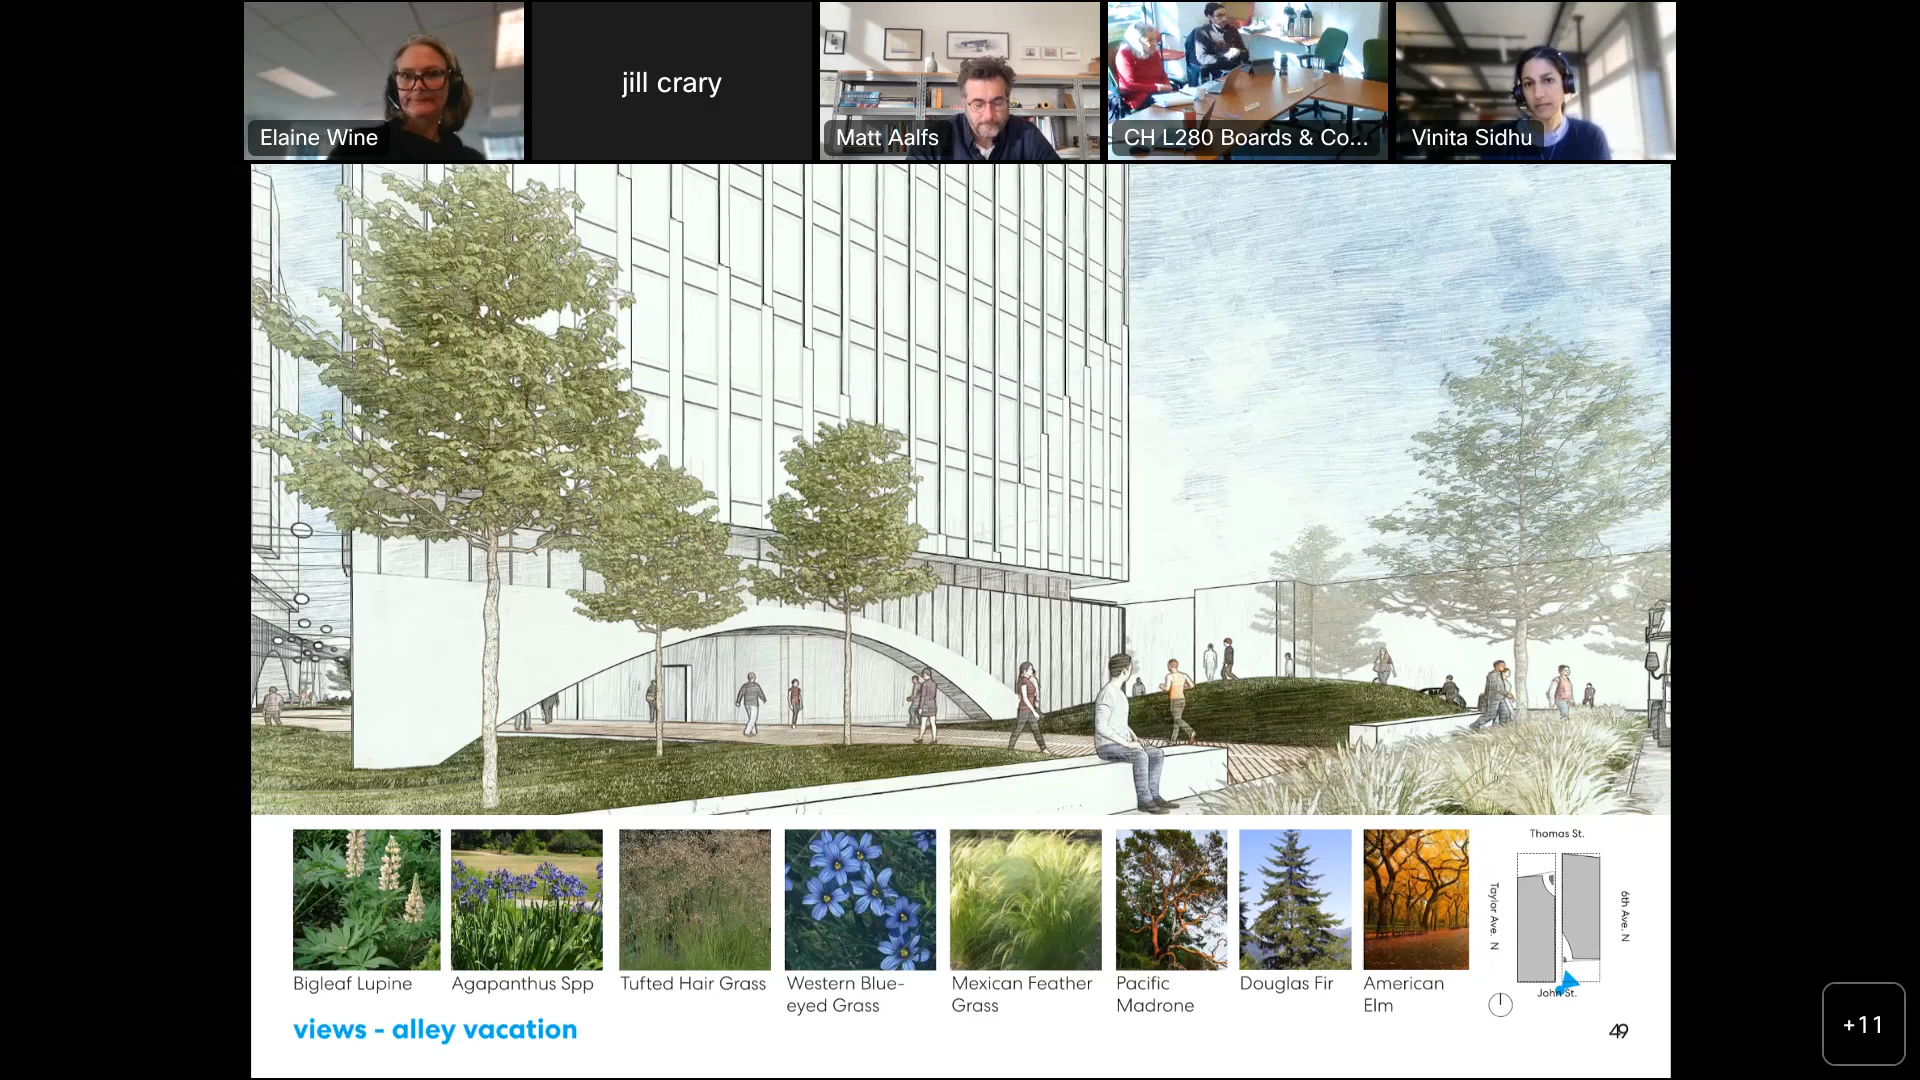 Elaine Wine
jill crary
Matt Aalfs
CH L280 Boards & Co...
Vinita Sidhu
Bigleaf Lupine
Agapanthus Spp
Tufted Hair Grass
Western Blue-
eyed Grass
Mexican Feather
Grass
Pacific
Madrone
Douglas Fir
American
Elm
Thomas St.
Taylor Ave. N
6th Ave. N
John St.
views - alley vacation
49
+11